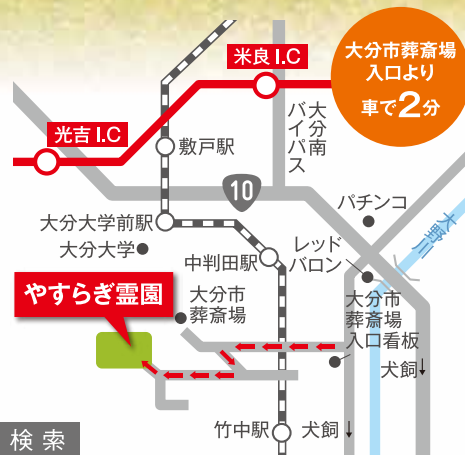 大分市葬斎場
入口より
車で2分
米良 I.C
光吉 I.C
大分南
バイパス
敷戸駅
10
パチンコ
大分大学前駅
大分大学
大野川
中判田駅
レッド
バロン
やすらぎ霊園
大分市
葬斎場
大分市
葬斎場
入口看板
犬飼
竹中駅
犬飼
検索